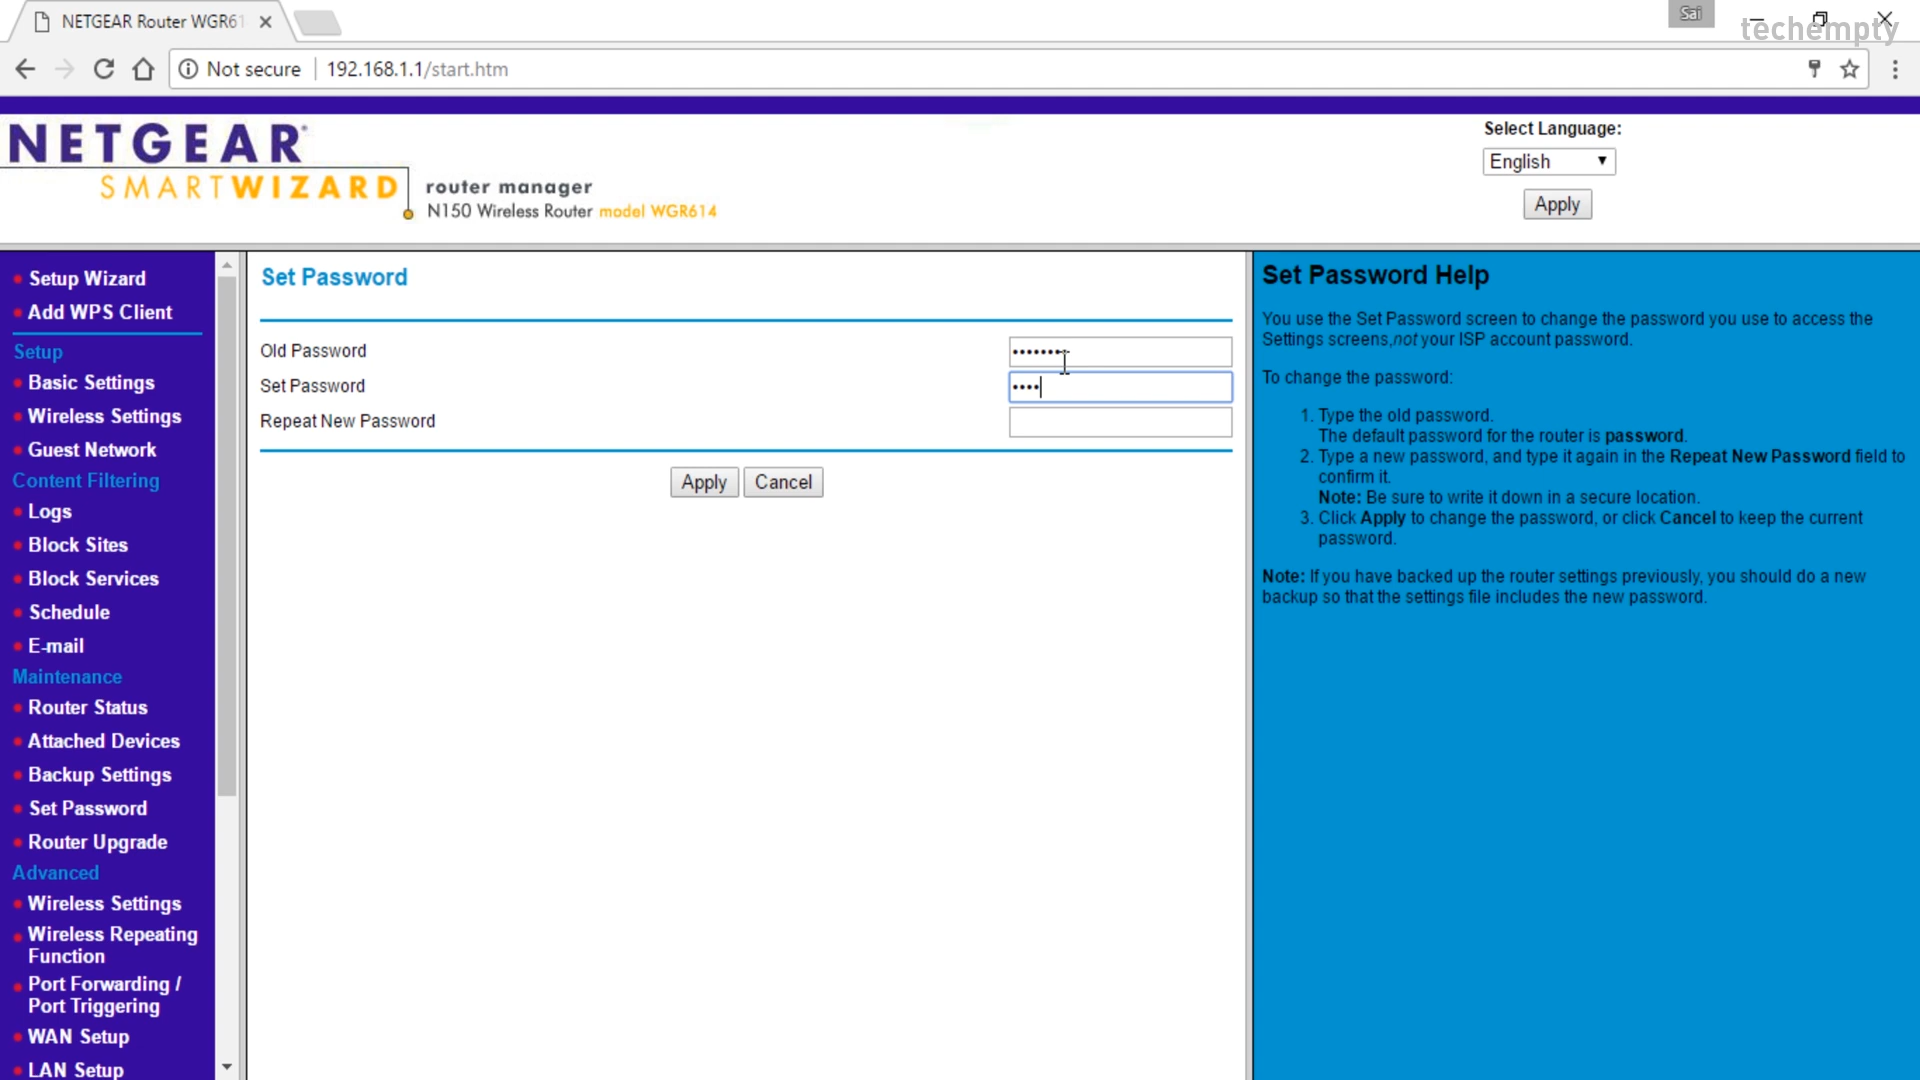 NETGEAR Router WGR61
Sai
techempty
Not secure
192.168.1.1/start.htm
NETGEAR
SMARTWIZARD
router manager
N150 Wireless Router model WGR614
Select Language:
English
Apply
Setup Wizard
Add WPS Client
Setup
Basic Settings
Wireless Settings
Guest Network
Content Filtering
Logs
Block Sites
Block Services
Schedule
E-mail
Maintenance
Router Status
Attached Devices
Backup Settings
Set Password
Router Upgrade
Advanced
Wireless Settings
Wireless Repeating
Function
Port Forwarding /
Port Triggering
WAN Setup
LAN Setup
Set Password
Old Password
••••••••
Set Password
••••
Repeat New Password
Apply Cancel
Set Password Help
You use the Set Password screen to change the password you use to access the
Settings screens,not your ISP account password.
To change the password:
1. Type the old password.
The default password for the router is password.
2. Type a new password, and type it again in the Repeat New Password field to
confirm it.
Note: Be sure to write it down in a secure location.
3. Click Apply to change the password, or click Cancel to keep the current
password.
Note: If you have backed up the router settings previously, you should do a new
backup so that the settings file includes the new password.